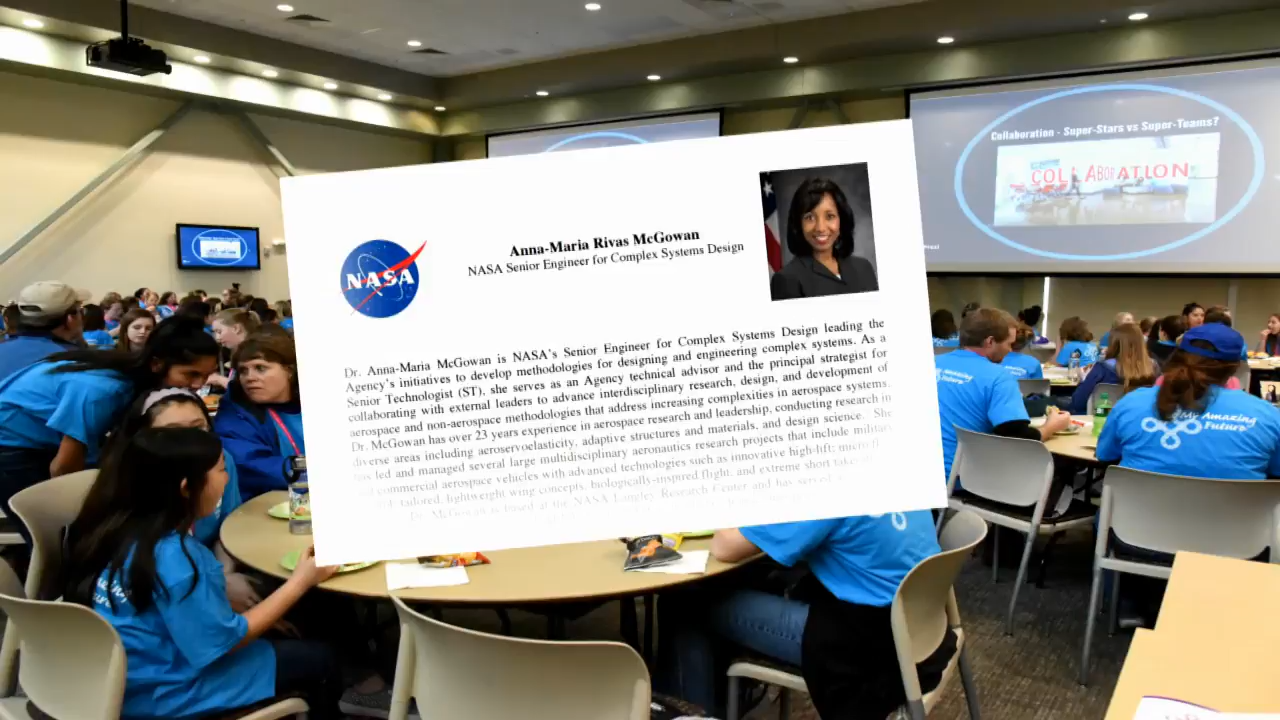 Collaboration - Super-Stars vs Super-Teams?
COLLABORATION
Anna-Maria Rivas McGowan
NASA Senior Engineer for Complex Systems Design
NASA
Dr. Anna-Maria McGowan is NASA's Senior Engineer for Complex Systems Design leading the
Agency's initiatives to develop methodologies for designing and engineering complex systems. As a
Senior Technologist (ST), she serves as an Agency technical advisor and the principal strategist for
collaborating with external leaders to advance interdisciplinary research, design, and development of
aerospace and non-aerospace methodologies that address increasing complexities in aerospace systems.
Dr. McGowan has over 23 years experience in aerospace research and leadership, conducting research in
diverse areas including aeroservoelasticity, adaptive structures and materials, and design science. She
has led and managed several large multidisciplinary aeronautics research projects that include military
and commercial aerospace vehicles with advanced technologies such as innovative high-lift, micro-
tailored, lightweight wing concepts, biologically-inspired flight, and extreme short takeoff
Dr. McGowan is based at the NASA Langley Research Center and has served
Amazing
Future
My Amazing
Future